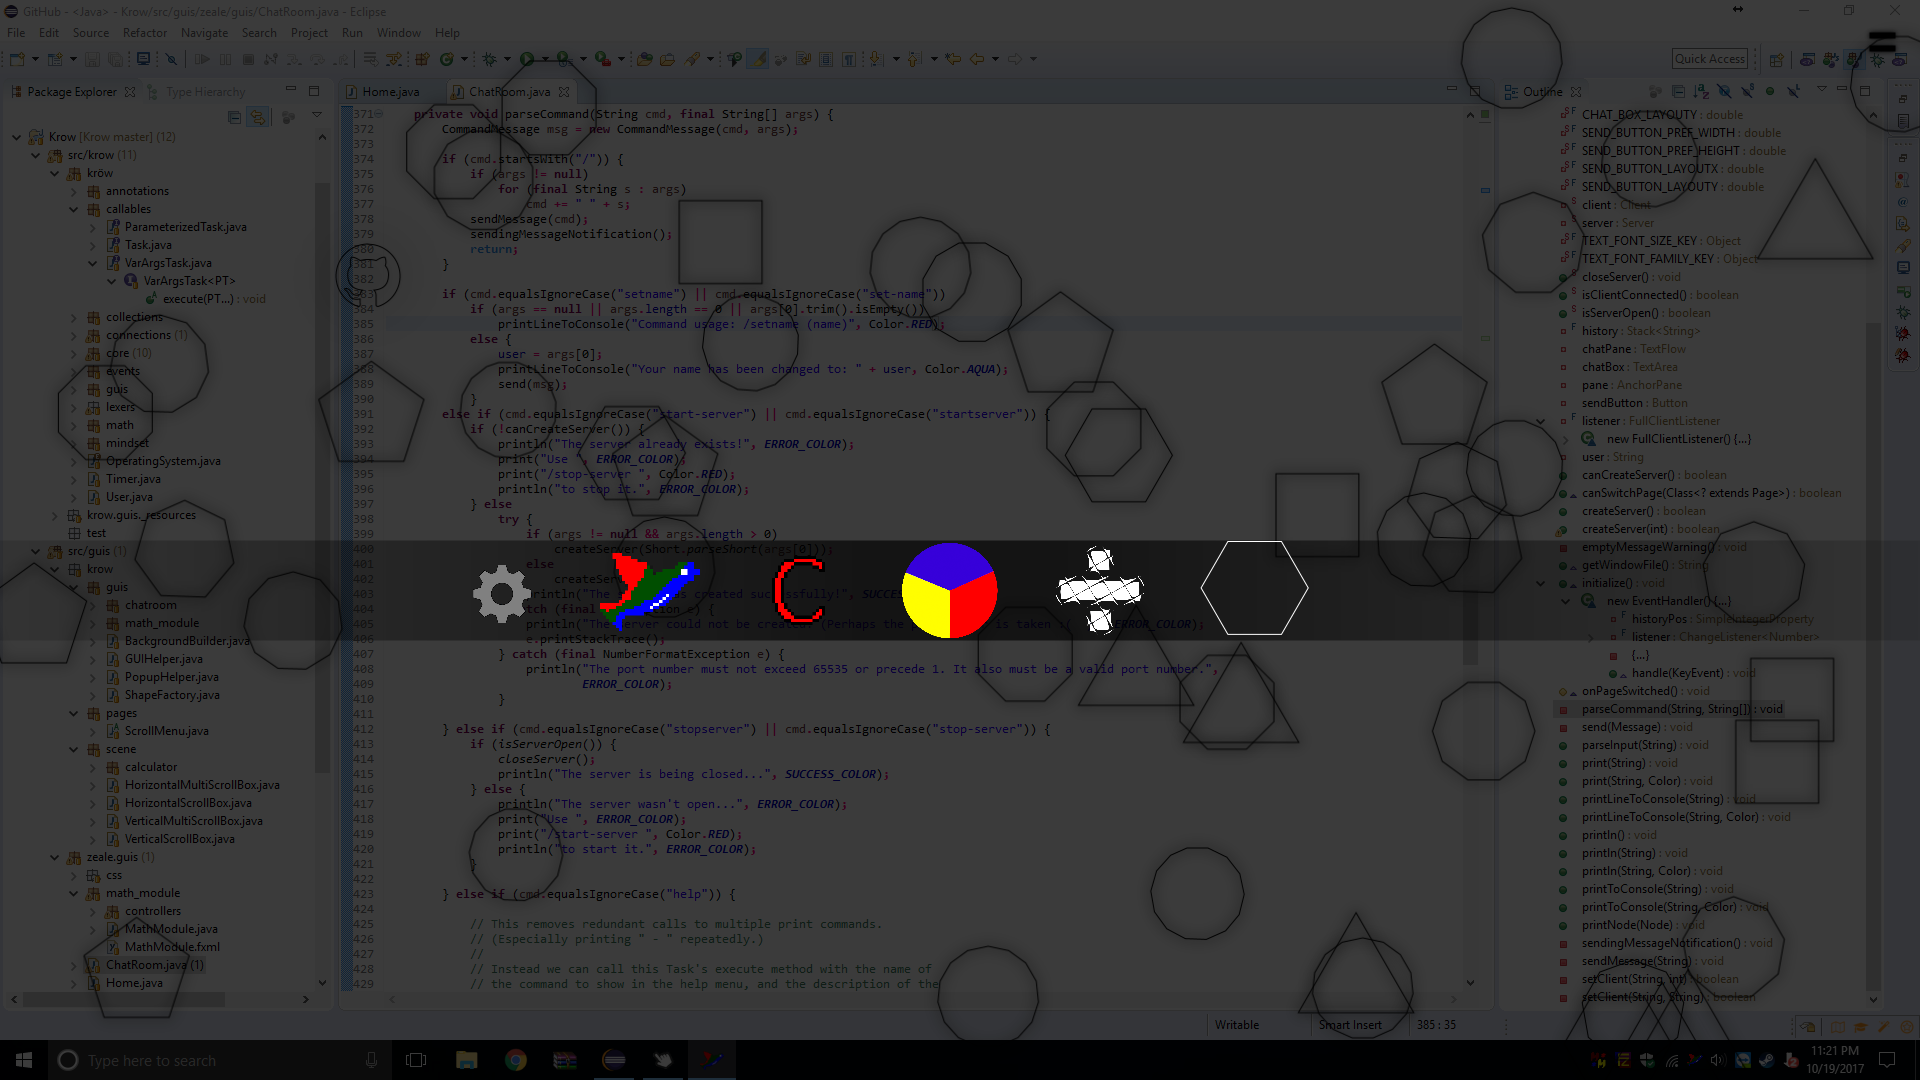 GitHub - <Java> - Krow/src/guis/zeale/guis/ChatRoom.java - Eclipse
File Edit Source Refactor Navigate Search Project Run Window Help
Quick Access
Package Explorer Type Hierarchy
Krow [Krow master] (12)
src/krow (11)
krów
annotations
callables
ParameterizedTask.java
Task.java
VarArgsTask.java
VarArgsTask<PT>
execute(PT...) : void
collections
connections (1)
core (10)
events
guis
lexers
math
mindset
OperatingSystem.java
Timer.java
User.java
krow.guis._resources
test
src/guis (1)
krow
guis
chatroom
math_module
BackgroundBuilder.java
GUIHelper.java
PopupHelper.java
ShapeFactory.java
pages
ScrollMenu.java
scene
calculator
HorizontalMultiScrollBox.java
HorizontalScrollBox.java
VerticalMultiScrollBox.java
VerticalScrollBox.java
zeale.guis (1)
css
math_module
controllers
MathModule.java
MathModule.fxml
ChatRoom.java (1)
Home.java
Home.java ChatRoom.java
371 private void parseCommand(String cmd, final String[] args) {
372 CommandMessage msg = new CommandMessage(cmd, args);
373
374 if (cmd.startsWith("/")) {
375 if (args != null)
376 for (final String s : args)
377 cmd += " " + s;
378 sendMessage(cmd);
379 sendingMessageNotification();
380 return;
381 }
382
383 if (cmd.equalsIgnoreCase("setname") || cmd.equalsIgnoreCase("set-name"))
384 if (args == null || args.length == 0 || args[0].trim().isEmpty())
385 printLineToConsole("Command usage: /setname (name)", Color.RED);
386 else {
387 user = args[0];
388 printLineToConsole("Your name has been changed to: " + user, Color.AQUA);
389 send(msg);
390 }
391 else if (cmd.equalsIgnoreCase("start-server") || cmd.equalsIgnoreCase("startserver")) {
392 if (!canCreateServer()) {
393 println("The server already exists!", ERROR_COLOR);
394 print("Use ", ERROR_COLOR);
395 print("/stop-server ", Color.RED);
396 println("to stop it.", ERROR_COLOR);
397 } else
398 try {
399 if (args != null && args.length > 0)
400 createServer(Short.parseShort(args[0]));
401 else
402
403
404
405 println("The server could not be created. (Perhaps the is taken
406 e.printStackTrace();
407 } catch (final NumberFormatException e) {
408 println("The port number must not exceed 65535 or precede 1. It also must be a valid port number.",
409 ERROR_COLOR);
410 }
411
412 } else if (cmd.equalsIgnoreCase("stopserver") || cmd.equalsIgnoreCase("stop-server")) {
413 if (isServerOpen()) {
414 closeServer();
415 println("The server is being closed...", SUCCESS_COLOR);
416 } else {
417 println("The server wasn't open...", ERROR_COLOR);
418 print("Use ", ERROR_COLOR);
419 print("/start-server ", Color.RED);
420 println("to start it.", ERROR_COLOR);
421 }
422
423 } else if (cmd.equalsIgnoreCase("help")) {
424
425 // This removes redundant calls to multiple print commands.
426 // (Especially printing " - " repeatedly.)
427 //
428 // Instead we can call this Task's execute method with the name of
429 // the command to show in the help menu, and the description of the
C
Outline
CHAT_BOX_LAYOUTY : double
SEND_BUTTON_PREF_WIDTH : double
SEND_BUTTON_PREF_HEIGHT : double
SEND_BUTTON_LAYOUTX : double
SEND_BUTTON_LAYOUTY : double
client : Client
server : Server
TEXT_FONT_SIZE_KEY : Object
TEXT_FONT_FAMILY_KEY : Object
closeServer() : void
isClientConnected() : boolean
isServerOpen() : boolean
history : Stack<String>
chatPane : TextFlow
chatBox : TextArea
pane : AnchorPane
sendButton : Button
listener : FullClientListener
new FullClientListener() {...}
user : String
canCreateServer() : boolean
canSwitchPage(Class<? extends Page>) : boolean
createServer() : boolean
createServer(int) : boolean
emptyMessageWarning() : void
getWindowFile() : String
initialize() : void
new EventHandler() {...}
historyPos : SimpleIntegerProperty
listener : ChangeListener<Number>
{...}
handle(KeyEvent) : void
onPageSwitched() : void
parseCommand(String, String[]) : void
send(Message) : void
parseInput(String) : void
print(String) : void
print(String, Color) : void
printLineToConsole(String) : void
printLineToConsole(String, Color) : void
println() : void
println(String) : void
println(String, Color) : void
printToConsole(String) : void
printToConsole(String, Color) : void
printNode(Node) : void
sendingMessageNotification() : void
sendMessage(String) : void
setClient(String, int) : boolean
setClient(String, String) : boolean
Writable Smart Insert 385 : 35
Type here to search
11:21 PM
10/19/2017